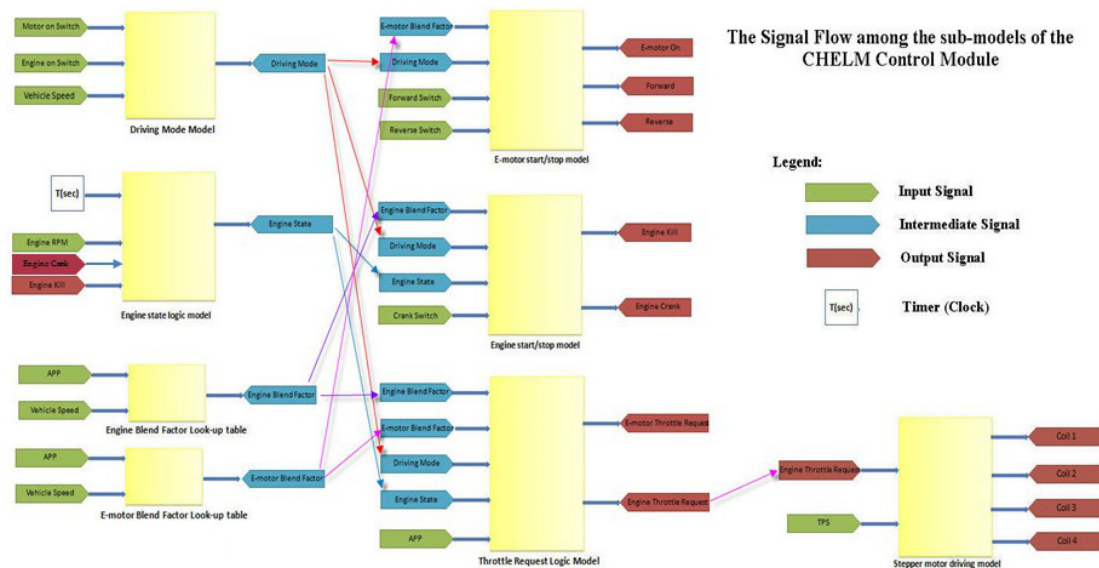 The Signal Flow among the sub-models of the
CHELM Control Module
Motor on Switch
Engine on Switch
Vehicle Speed
Driving Mode
Driving Mode Model
T(sec)
Engine RPM
Engine Crank
Engine Kill
Engine State
Engine state logic model
APP
Vehicle Speed
Engine Blend Factor
Engine Blend Factor Look-up table
APP
Vehicle Speed
E-motor Blend Factor
E-motor Blend Factor Look-up table
E-motor Blend Factor
Driving Mode
Forward Switch
Reverse Switch
E-motor On
Forward
Reverse
E-motor start/stop model
Engine Blend Factor
Driving Mode
Engine State
Crank Switch
Engine Kill
Engine Crank
Engine start/stop model
Engine Blend Factor
E-motor Blend Factor
Driving Mode
Engine State
APP
E-motor Throttle Request
Engine Throttle Request
Throttle Request Logic Model
Legend:
Input Signal
Intermediate Signal
Output Signal
T(sec)
Timer (Clock)
Engine Throttle Request
TPS
Coil 1
Coil 2
Coil 3
Coil 4
Stepper motor driving model